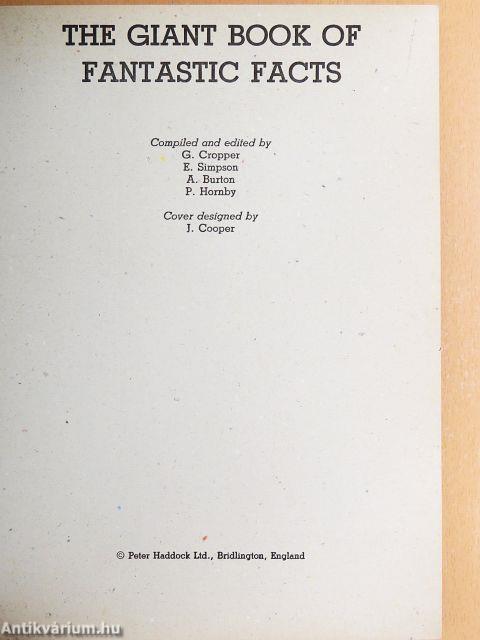 THE GIANT BOOK OF
FANTASTIC FACTS
Compiled and edited by
G. Cropper
E. Simpson
A. Burton
P. Hornby
Cover designed by
J. Cooper
© Peter Haddock Ltd., Bridlington, England
Antikvárium.hu